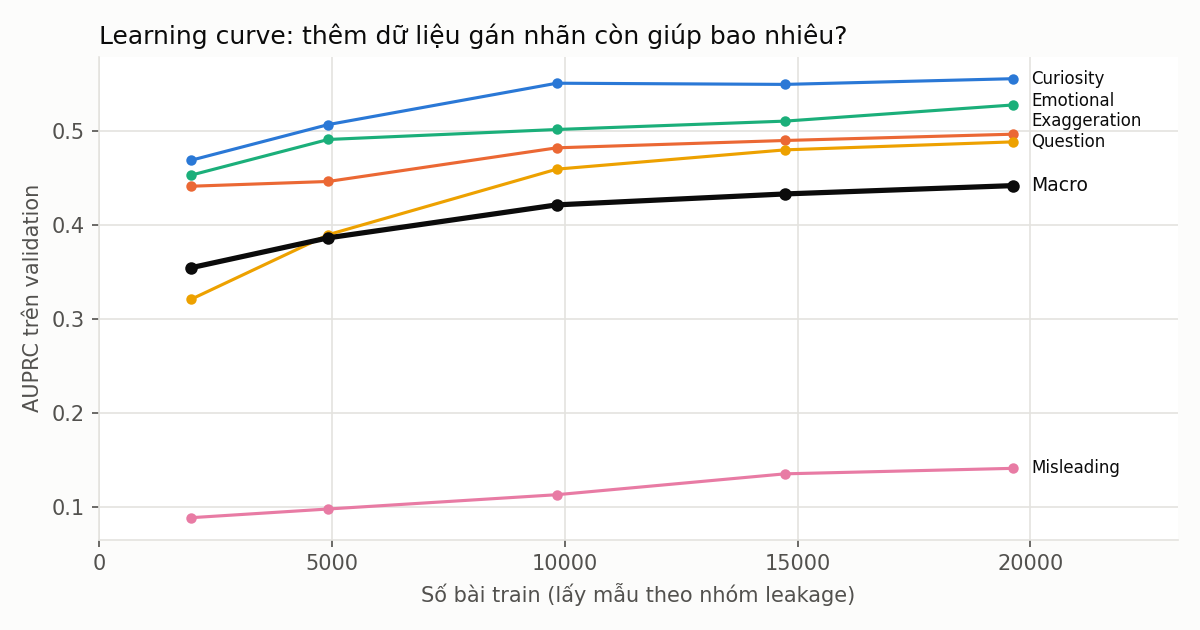 Learning curve: thêm dữ liệu gán nhãn còn giúp bao nhiêu?
AUPRC trên validation
0.5
0.4
0.3
0.2
0.1
Curiosity
Emotional
Exaggeration
Question
Macro
Misleading
0
5000
10000
15000
20000
Số bài train (lấy mẫu theo nhóm leakage)